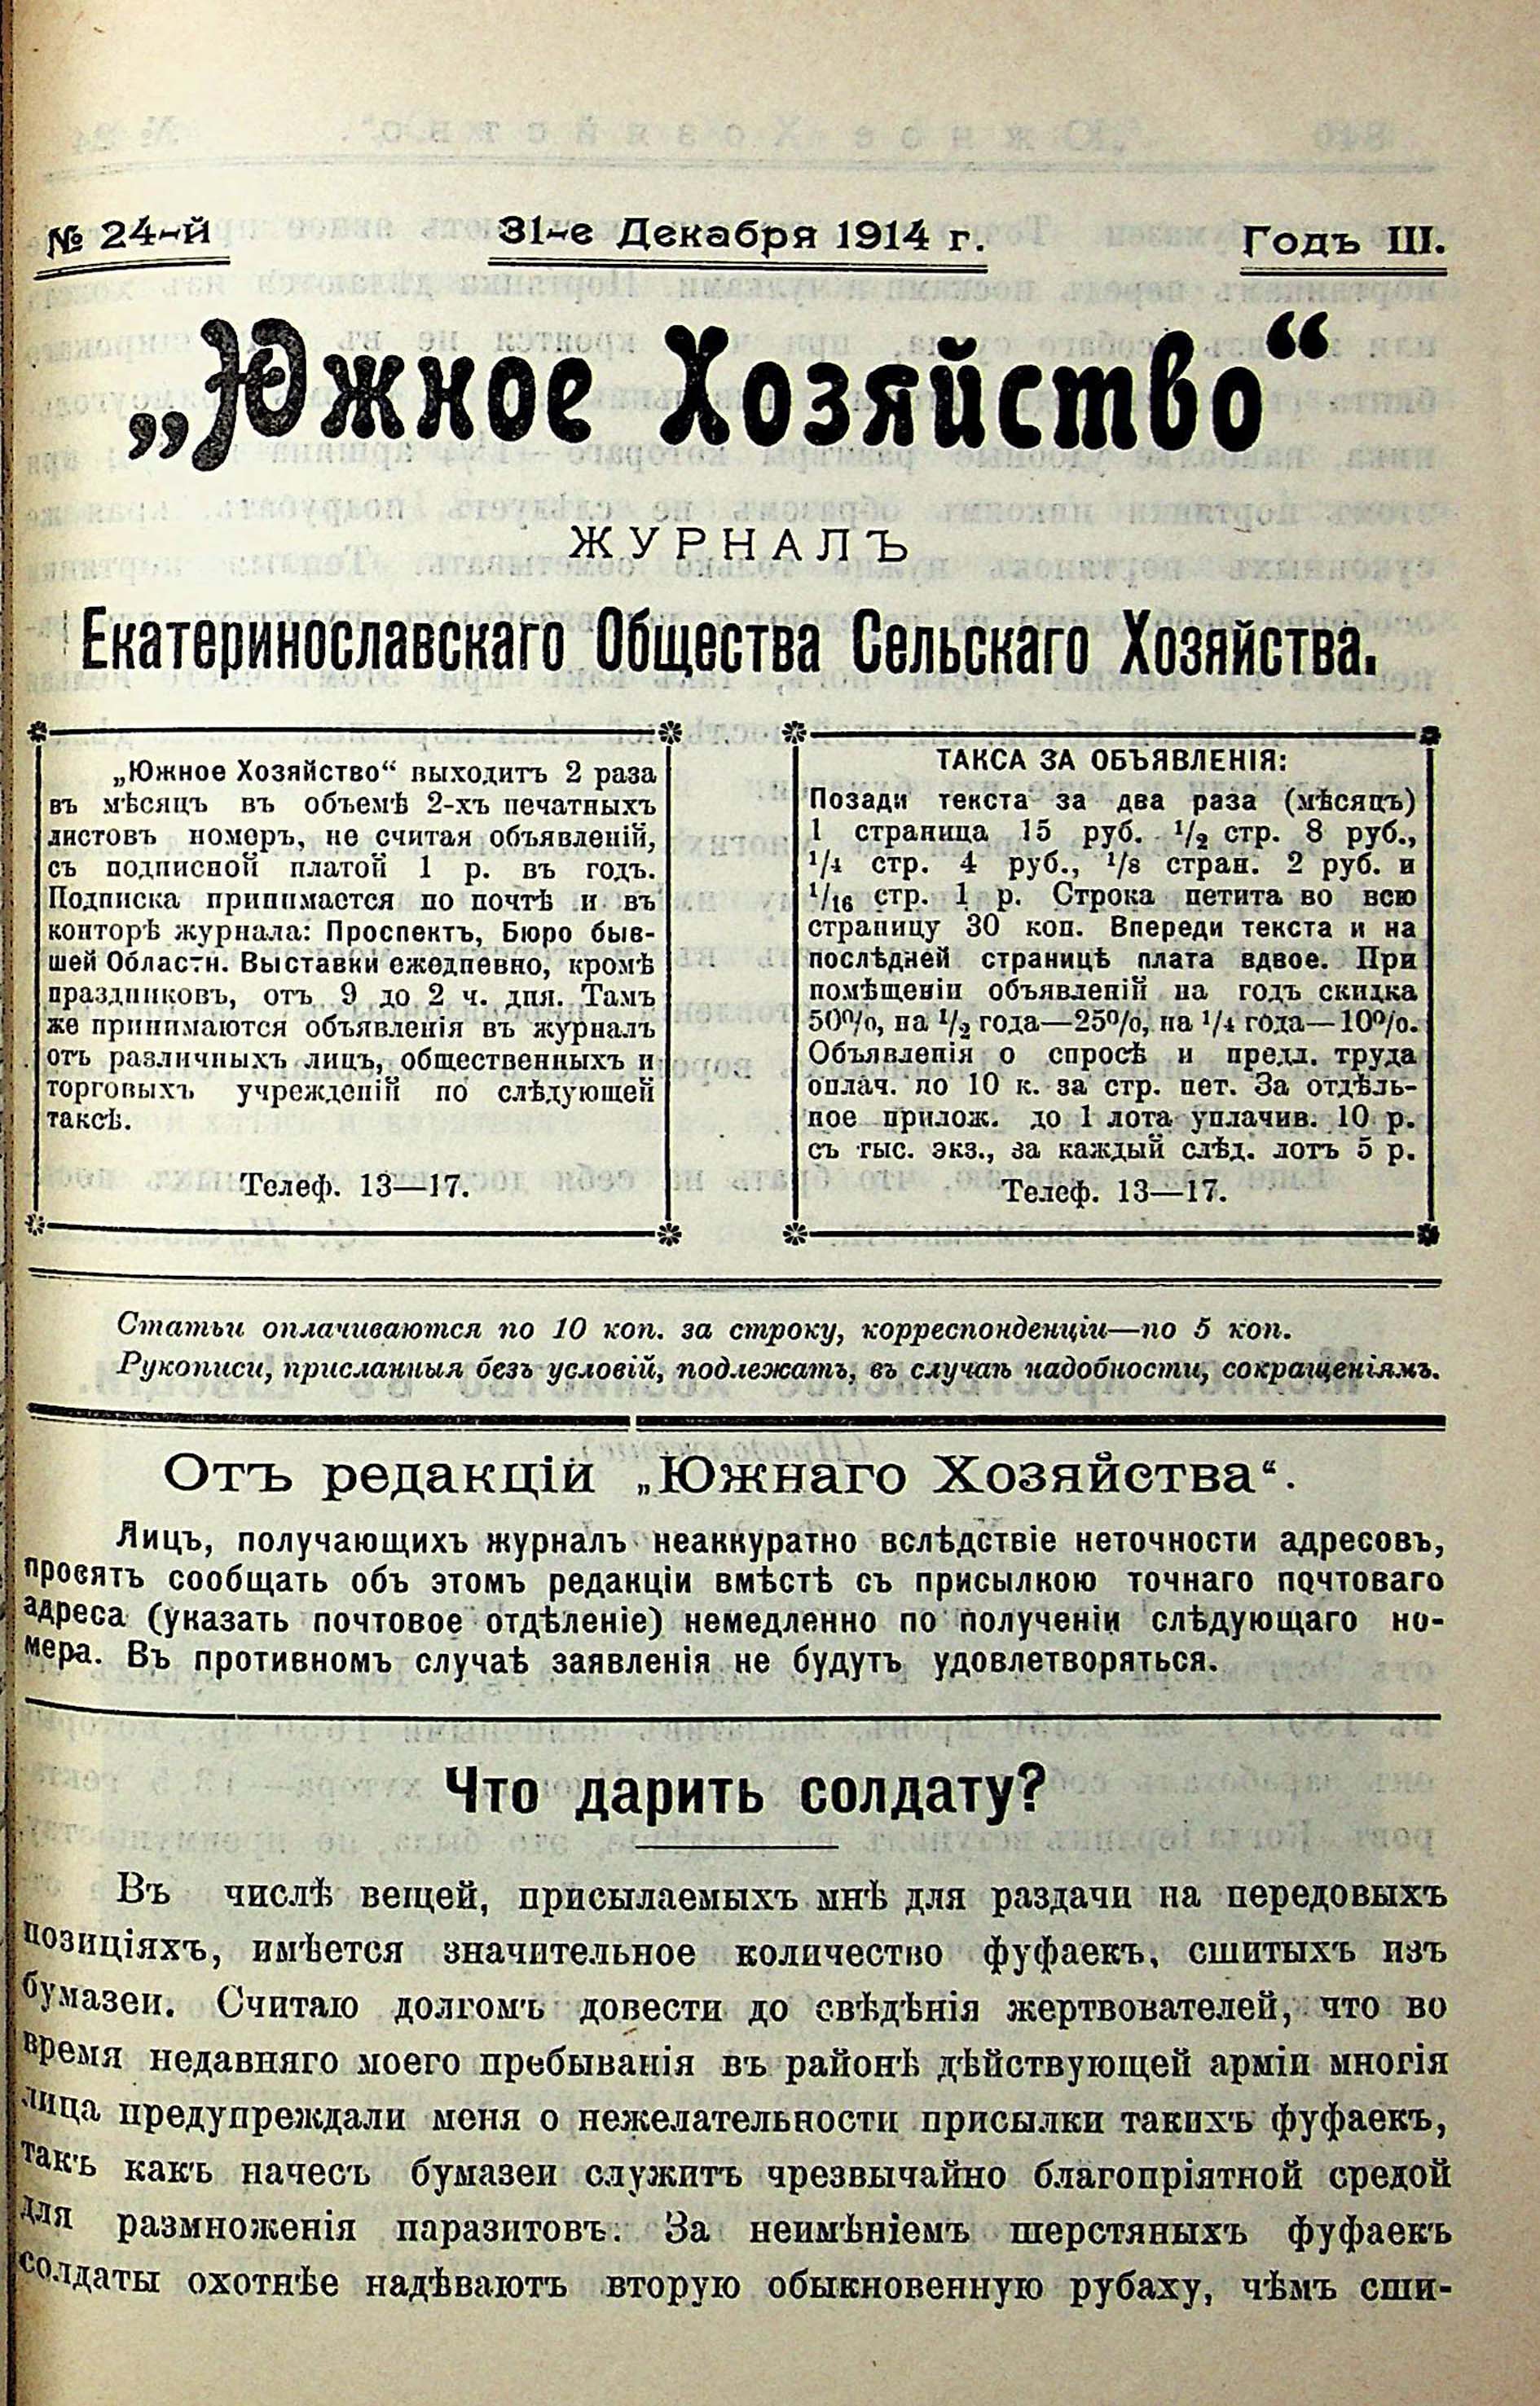 № 24-й
31-е Декабря 1914 г.
Годъ III.
„Южное Хозяйство“
ЖУРНАЛЪ
Екатеринославскаго Общества Сельскаго Хозяйства.
„Южное Хозяйство“ выходитъ 2 раза
въ мѣсяцъ въ объемѣ 2-хъ печатныхъ
листовъ номеръ, не считая объявленій,
съ подписной платой 1 р. въ годъ.
Подписка принимается по почтѣ и въ
конторѣ журнала: Проспектъ, Бюро быв-
шей Областн. Выставки ежедневно, кромѣ
праздниковъ, отъ 9 до 2 ч. дня. Тамъ
же принимаются объявленія въ журналъ
отъ различныхъ лицъ, общественныхъ и
торговыхъ учрежденій по слѣдующей
таксѣ.
Телеф. 13—17.
ТАКСА ЗА ОБЪЯВЛЕНІЯ:
Позади текста за два раза (мѣсяцъ)
1 страница 15 руб. 1/2 стр. 8 руб.,
1/4 стр. 4 руб., 1/8 стран. 2 руб. и
1/16 стр. 1 р. Строка петита во всю
страницу 30 коп. Впереди текста и на
послѣдней страницѣ плата вдвое. При
помѣщеніи объявленій на годъ скидка
50%, на 1/2 года—25%, на 1/4 года—10%.
Объявленія о спросѣ и предл. труда
оплач. по 10 к. за стр. пет. За отдѣль-
ное прилож. до 1 лота уплачив. 10 р.
съ тыс. экз., за каждый слѣд. лотъ 5 р.
Телеф. 13—17.
Статьи оплачиваются по 10 коп. за строку, корреспонденціи—по 5 коп.
Рукописи, присланныя безъ условій, подлежатъ, въ случаѣ надобности, сокращеніямъ.
Отъ редакціи „Южнаго Хозяйства“.
Лицъ, получающихъ журналъ неаккуратно вслѣдствіе неточности адресовъ,
просятъ сообщать объ этомъ редакціи вмѣстѣ съ присылкою точнаго почтоваго
адреса (указать почтовое отдѣленіе) немедленно по полученіи слѣдующаго но-
мера. Въ противномъ случаѣ заявленія не будутъ удовлетворяться.
Что дарить солдату?
Въ числѣ вещей, присылаемыхъ мнѣ для раздачи на передовыхъ
позиціяхъ, имѣется значительное количество фуфаекъ, сшитыхъ изъ
бумазеи. Считаю долгомъ довести до свѣдѣнія жертвователей, что во
время недавняго моего пребыванія въ районѣ дѣйствующей арміи многія
лица предупреждали меня о нежелательности присылки такихъ фуфаекъ,
такъ какъ начесъ бумазеи служитъ чрезвычайно благопріятной средой
для размноженія паразитовъ. За неимѣніемъ шерстяныхъ фуфаекъ
солдаты охотнѣе надѣваютъ вторую обыкновенную рубаху, чѣмъ сши-